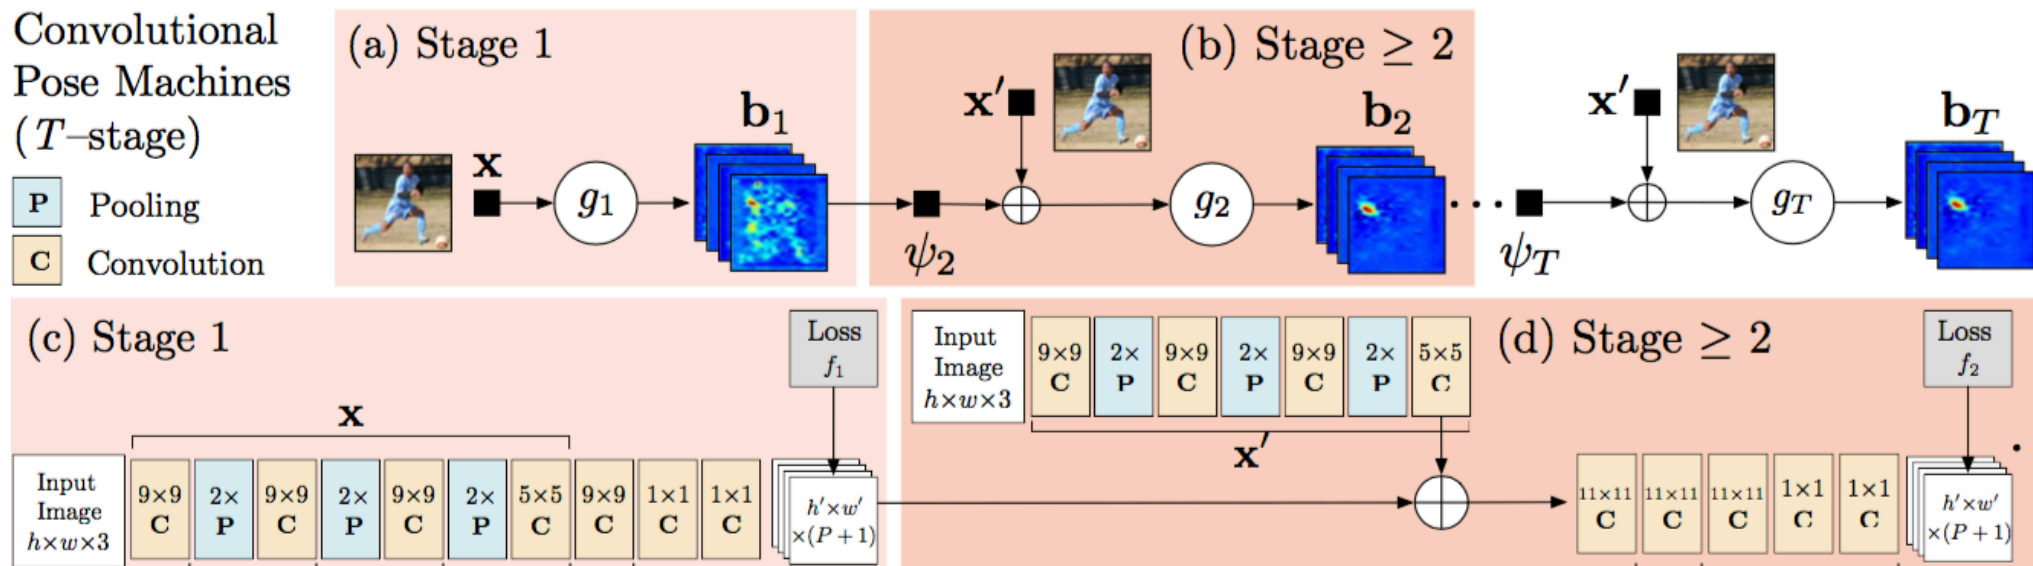 Convolutional
Pose Machines
(T–stage)
P Pooling
C Convolution
(a) Stage 1
x
g₁
b₁
(b) Stage ≥ 2
x′
ψ₂
g₂
b₂
...
x′
ψ_T
g_T
b_T
(c) Stage 1
Loss
f₁
x
Input
Image
h×w×3
9×9
C
2×
P
9×9
C
2×
P
9×9
C
2×
P
5×5
C
9×9
C
1×1
C
1×1
C
h′×w′
×(P + 1)
Input
Image
h×w×3
9×9
C
2×
P
9×9
C
2×
P
9×9
C
2×
P
5×5
C
x′
(d) Stage ≥ 2
Loss
f₂
11×11
C
11×11
C
11×11
C
1×1
C
1×1
C
h′×w′
×(P + 1)